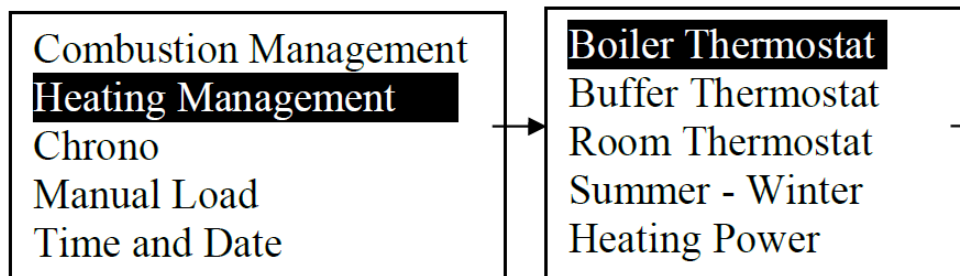 Combustion Management
Heating Management
Chrono
Manual Load
Time and Date
Boiler Thermostat
Buffer Thermostat
Room Thermostat
Summer - Winter
Heating Power